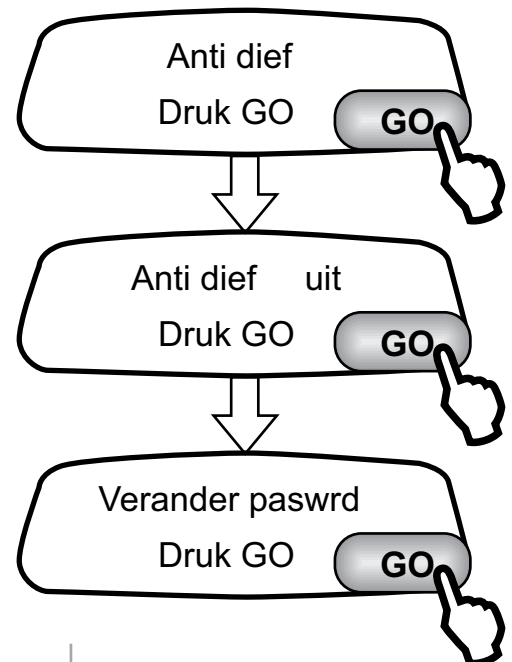 Anti dief
Druk GO GO
Anti dief uit
Druk GO GO
Verander paswrd
Druk GO GO